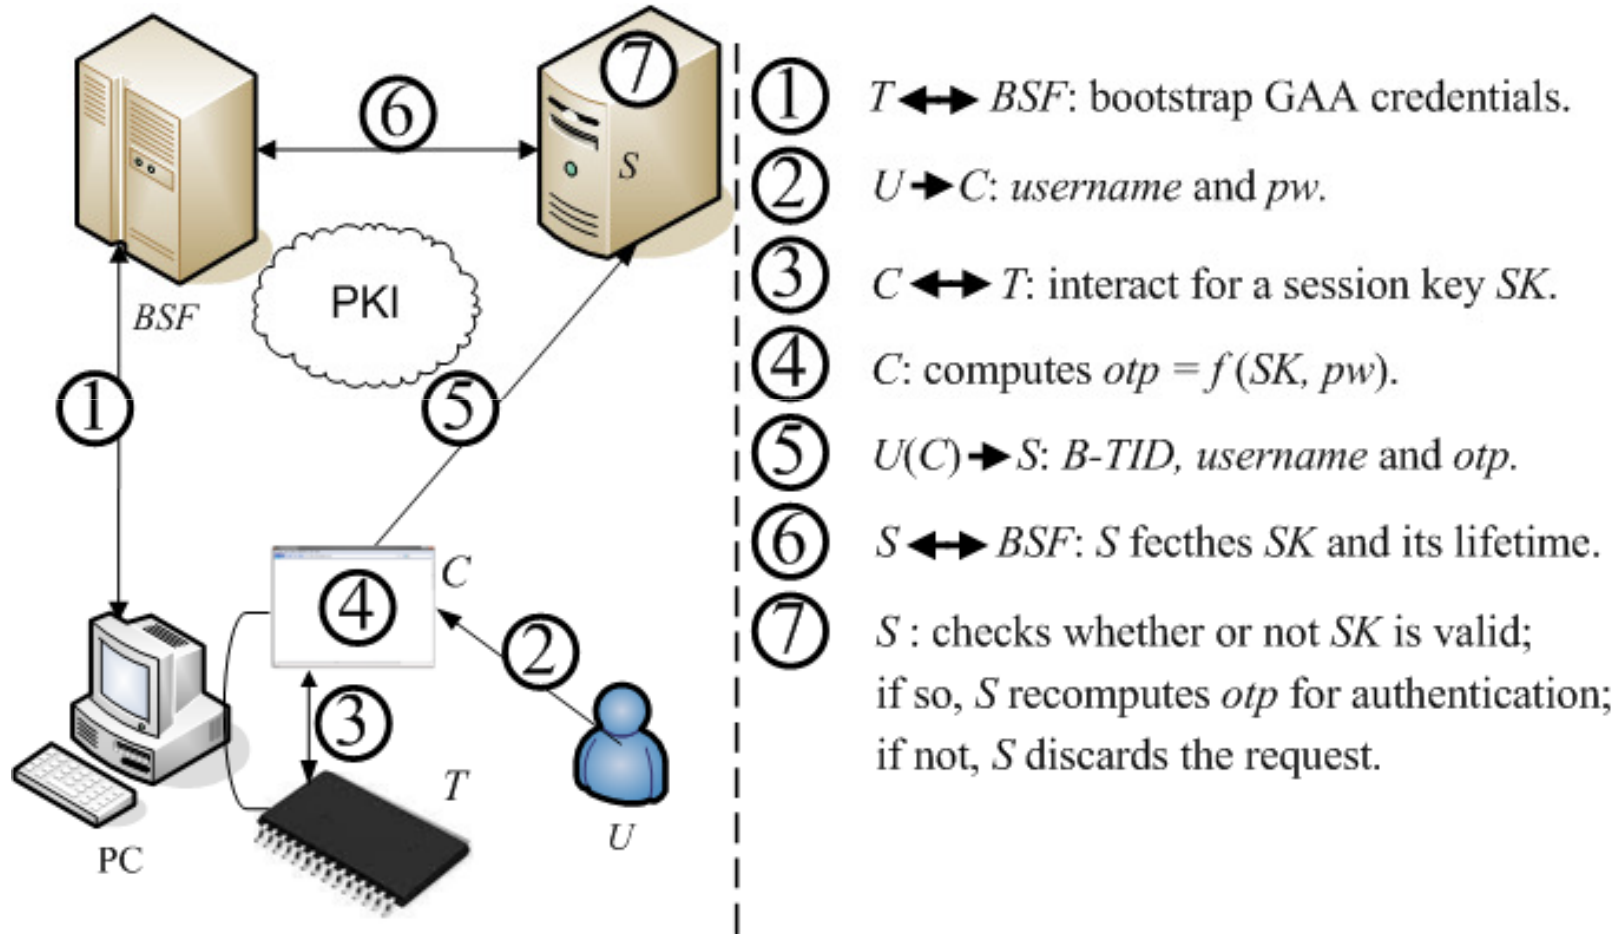 ⑦
⑥
S
PKI
BSF
①
⑤
C
④
②
③
T
U
PC
① T ↔ BSF: bootstrap GAA credentials.
② U → C: username and pw.
③ C ↔ T: interact for a session key SK.
④ C: computes otp = f (SK, pw).
⑤ U(C) → S: B-TID, username and otp.
⑥ S ↔ BSF: S fecthes SK and its lifetime.
⑦ S : checks whether or not SK is valid;
if so, S recomputes otp for authentication;
if not, S discards the request.